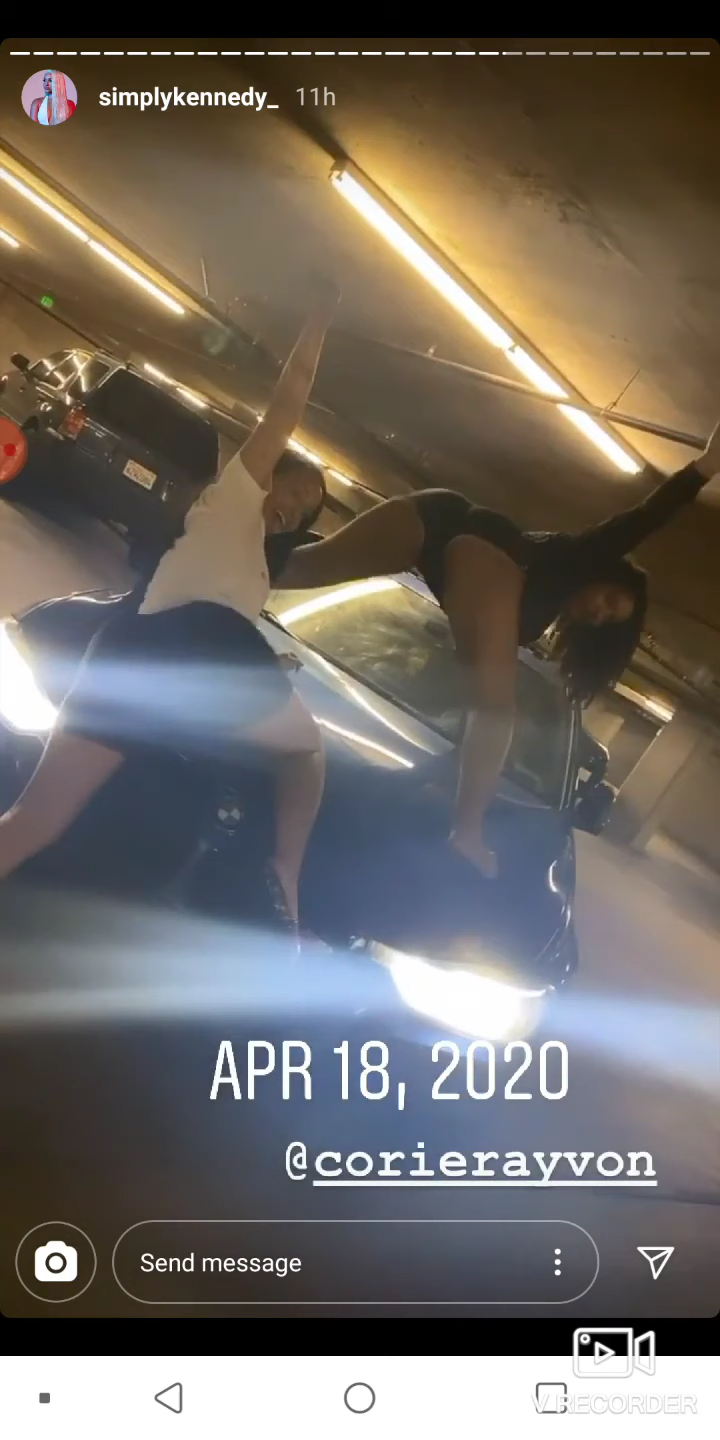 simplykennedy_ 11h
APR 18, 2020
@corierayvon
Send message
V RECORDER